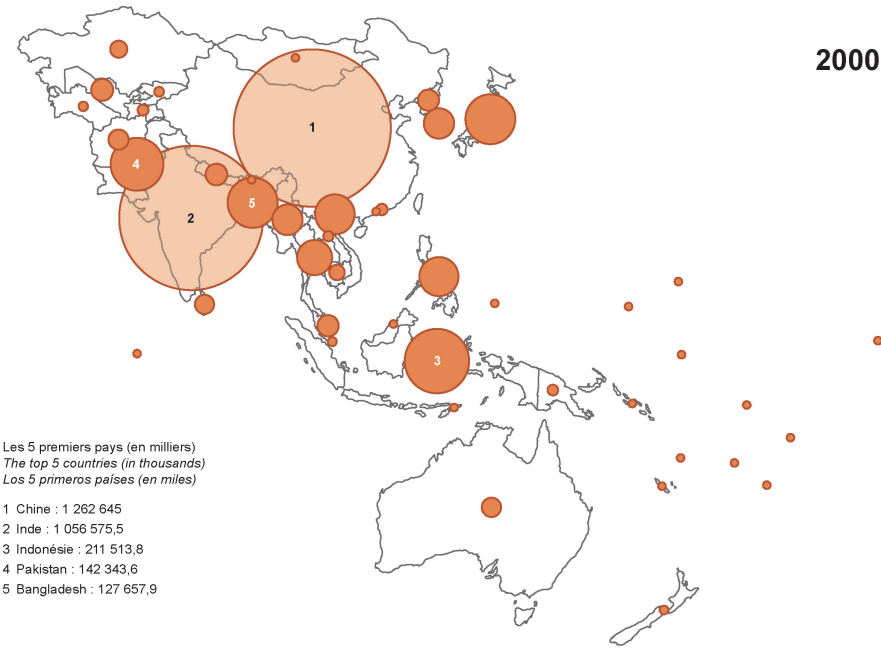 2000
1
4
5
2
3
Les 5 premiers pays (en milliers)
The top 5 countries (in thousands)
Los 5 primeros países (en miles)
1 Chine : 1 262 645
2 Inde : 1 056 575,5
3 Indonésie : 211 513,8
4 Pakistan : 142 343,6
5 Bangladesh : 127 657,9